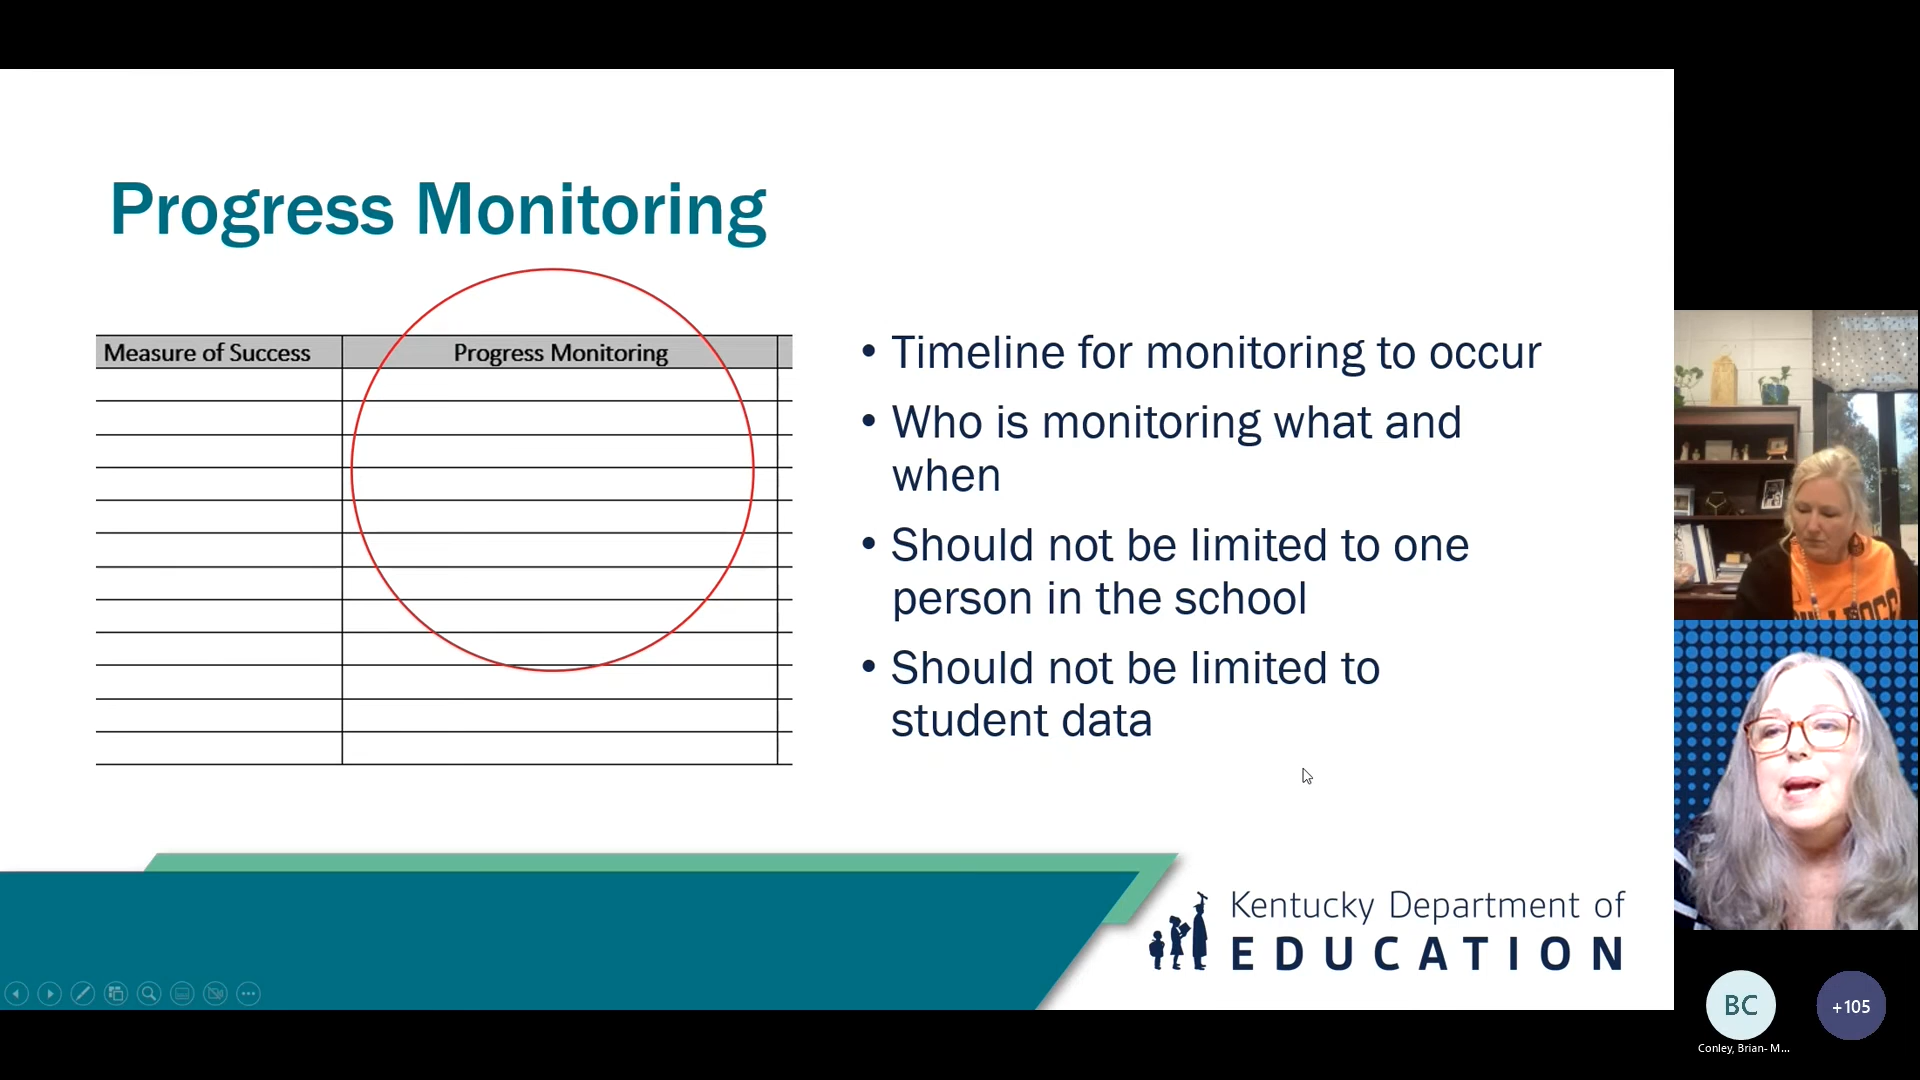 Progress Monitoring
Measure of Success
Progress Monitoring
• Timeline for monitoring to occur
• Who is monitoring what and
when
• Should not be limited to one
person in the school
• Should not be limited to
student data
Kentucky Department of
EDUCATION
BC
+105
Conley, Brian- M...